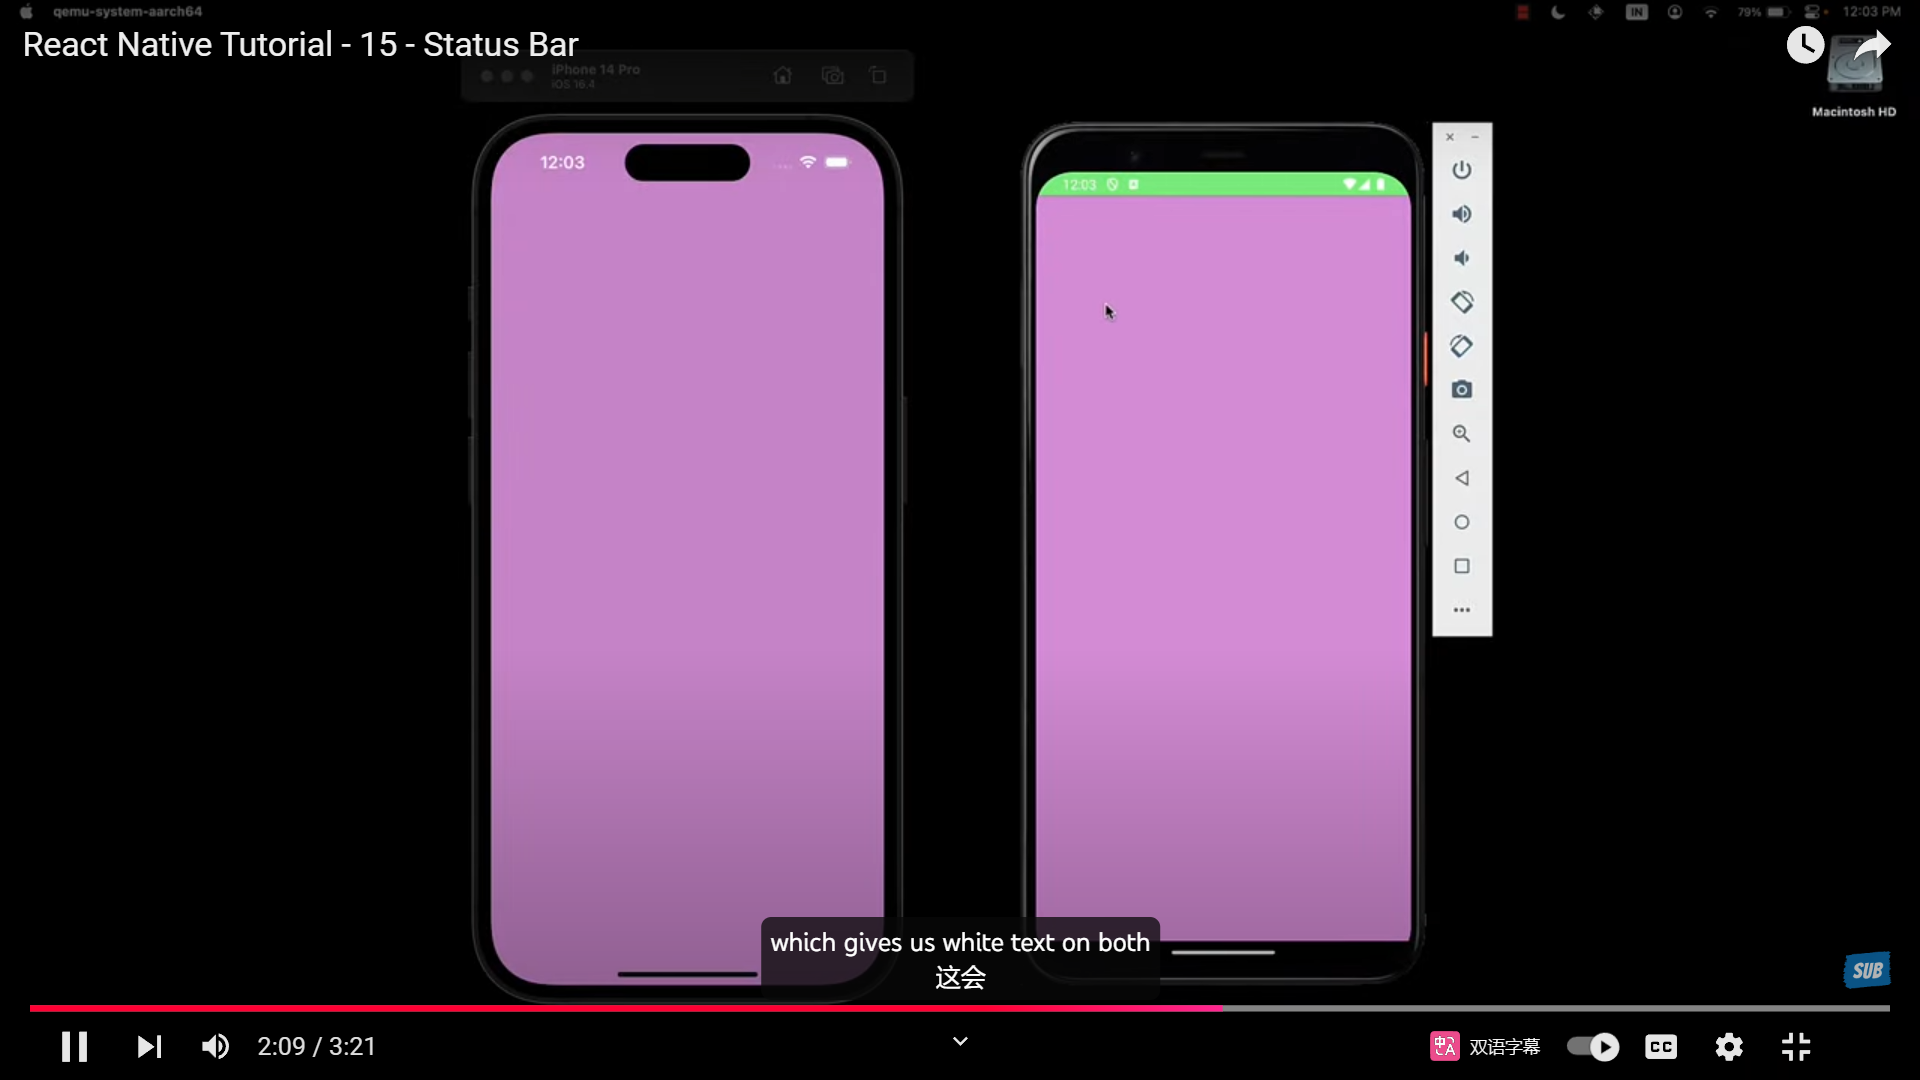 qemu-system-aarch64
IN
79%
12:03 PM
React Native Tutorial - 15 - Status Bar
iPhone 14 Pro
iOS 16.4
Macintosh HD
12:03
12:03
which gives us white text on both
这会
SUB
2:09 / 3:21
中
A
双语字幕
CC